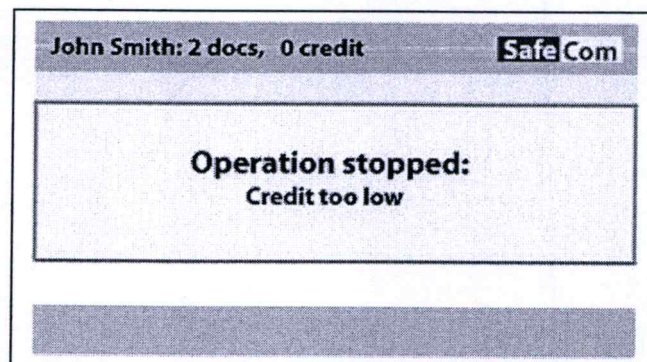 John Smith: 2 docs, 0 credit SafeCom
Operation stopped:
Credit too low